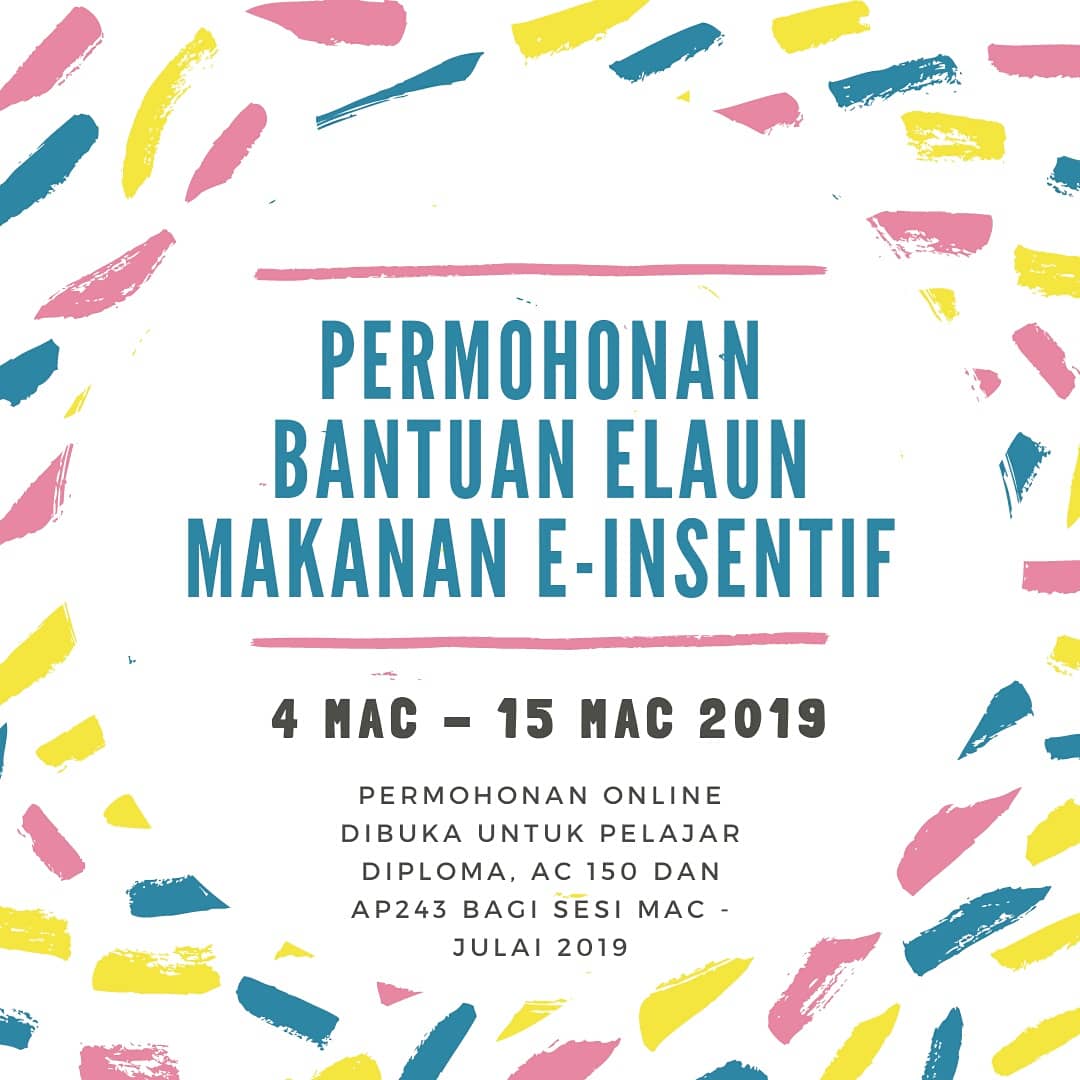 PERMOHONAN
BANTUAN ELAUN
MAKANAN E-INSENTIF
4 MAC – 15 MAC 2019
PERMOHONAN ONLINE
DIBUKA UNTUK PELAJAR
DIPLOMA, AC 150 DAN
AP243 BAGI SESI MAC -
JULAI 2019